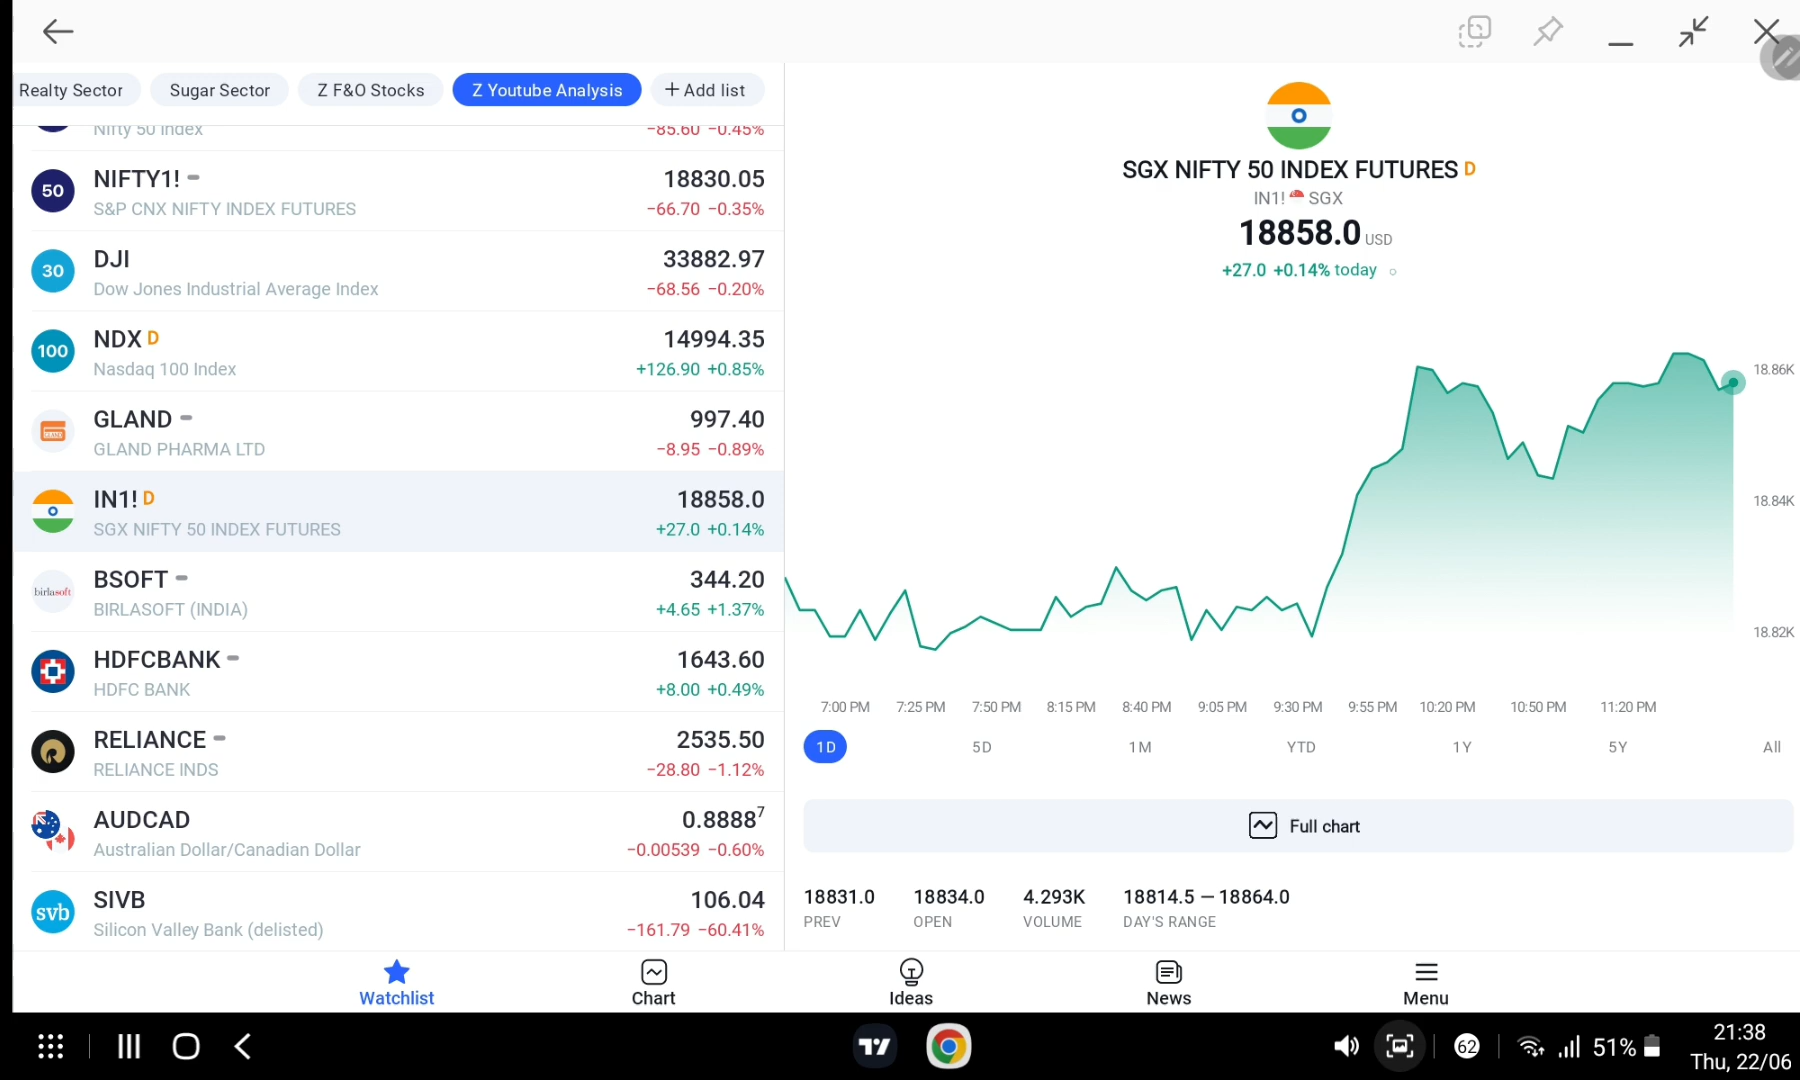 Realty Sector
Sugar Sector
Z F&O Stocks
Z Youtube Analysis
+ Add list
Nifty 50 Index
−85.60 −0.45%
50
NIFTY1!
18830.05
S&P CNX NIFTY INDEX FUTURES
−66.70 −0.35%
30
DJI
33882.97
Dow Jones Industrial Average Index
−68.56 −0.20%
100
NDX D
14994.35
Nasdaq 100 Index
+126.90 +0.85%
GLAND
997.40
GLAND
GLAND PHARMA LTD
−8.95 −0.89%
IN1! D
18858.0
SGX NIFTY 50 INDEX FUTURES
+27.0 +0.14%
BSOFT
344.20
birlasoft
BIRLASOFT (INDIA)
+4.65 +1.37%
HDFCBANK
1643.60
HDFC BANK
+8.00 +0.49%
RELIANCE
2535.50
RELIANCE INDS
−28.80 −1.12%
AUDCAD
0.8888⁷
Australian Dollar/Canadian Dollar
−0.00539 −0.60%
svb
SIVB
106.04
Silicon Valley Bank (delisted)
−161.79 −60.41%
SGX NIFTY 50 INDEX FUTURES D
IN1! SGX
18858.0 USD
+27.0 +0.14% today
18.86K
18.84K
18.82K
7:00 PM 7:25 PM 7:50 PM 8:15 PM 8:40 PM 9:05 PM 9:30 PM 9:55 PM 10:20 PM 10:50 PM 11:20 PM
1D 5D 1M YTD 1Y 5Y All
Full chart
18831.0 18834.0 4.293K 18814.5 — 18864.0
PREV OPEN VOLUME DAY'S RANGE
Watchlist Chart Ideas News Menu
62
51%
21:38
Thu, 22/06